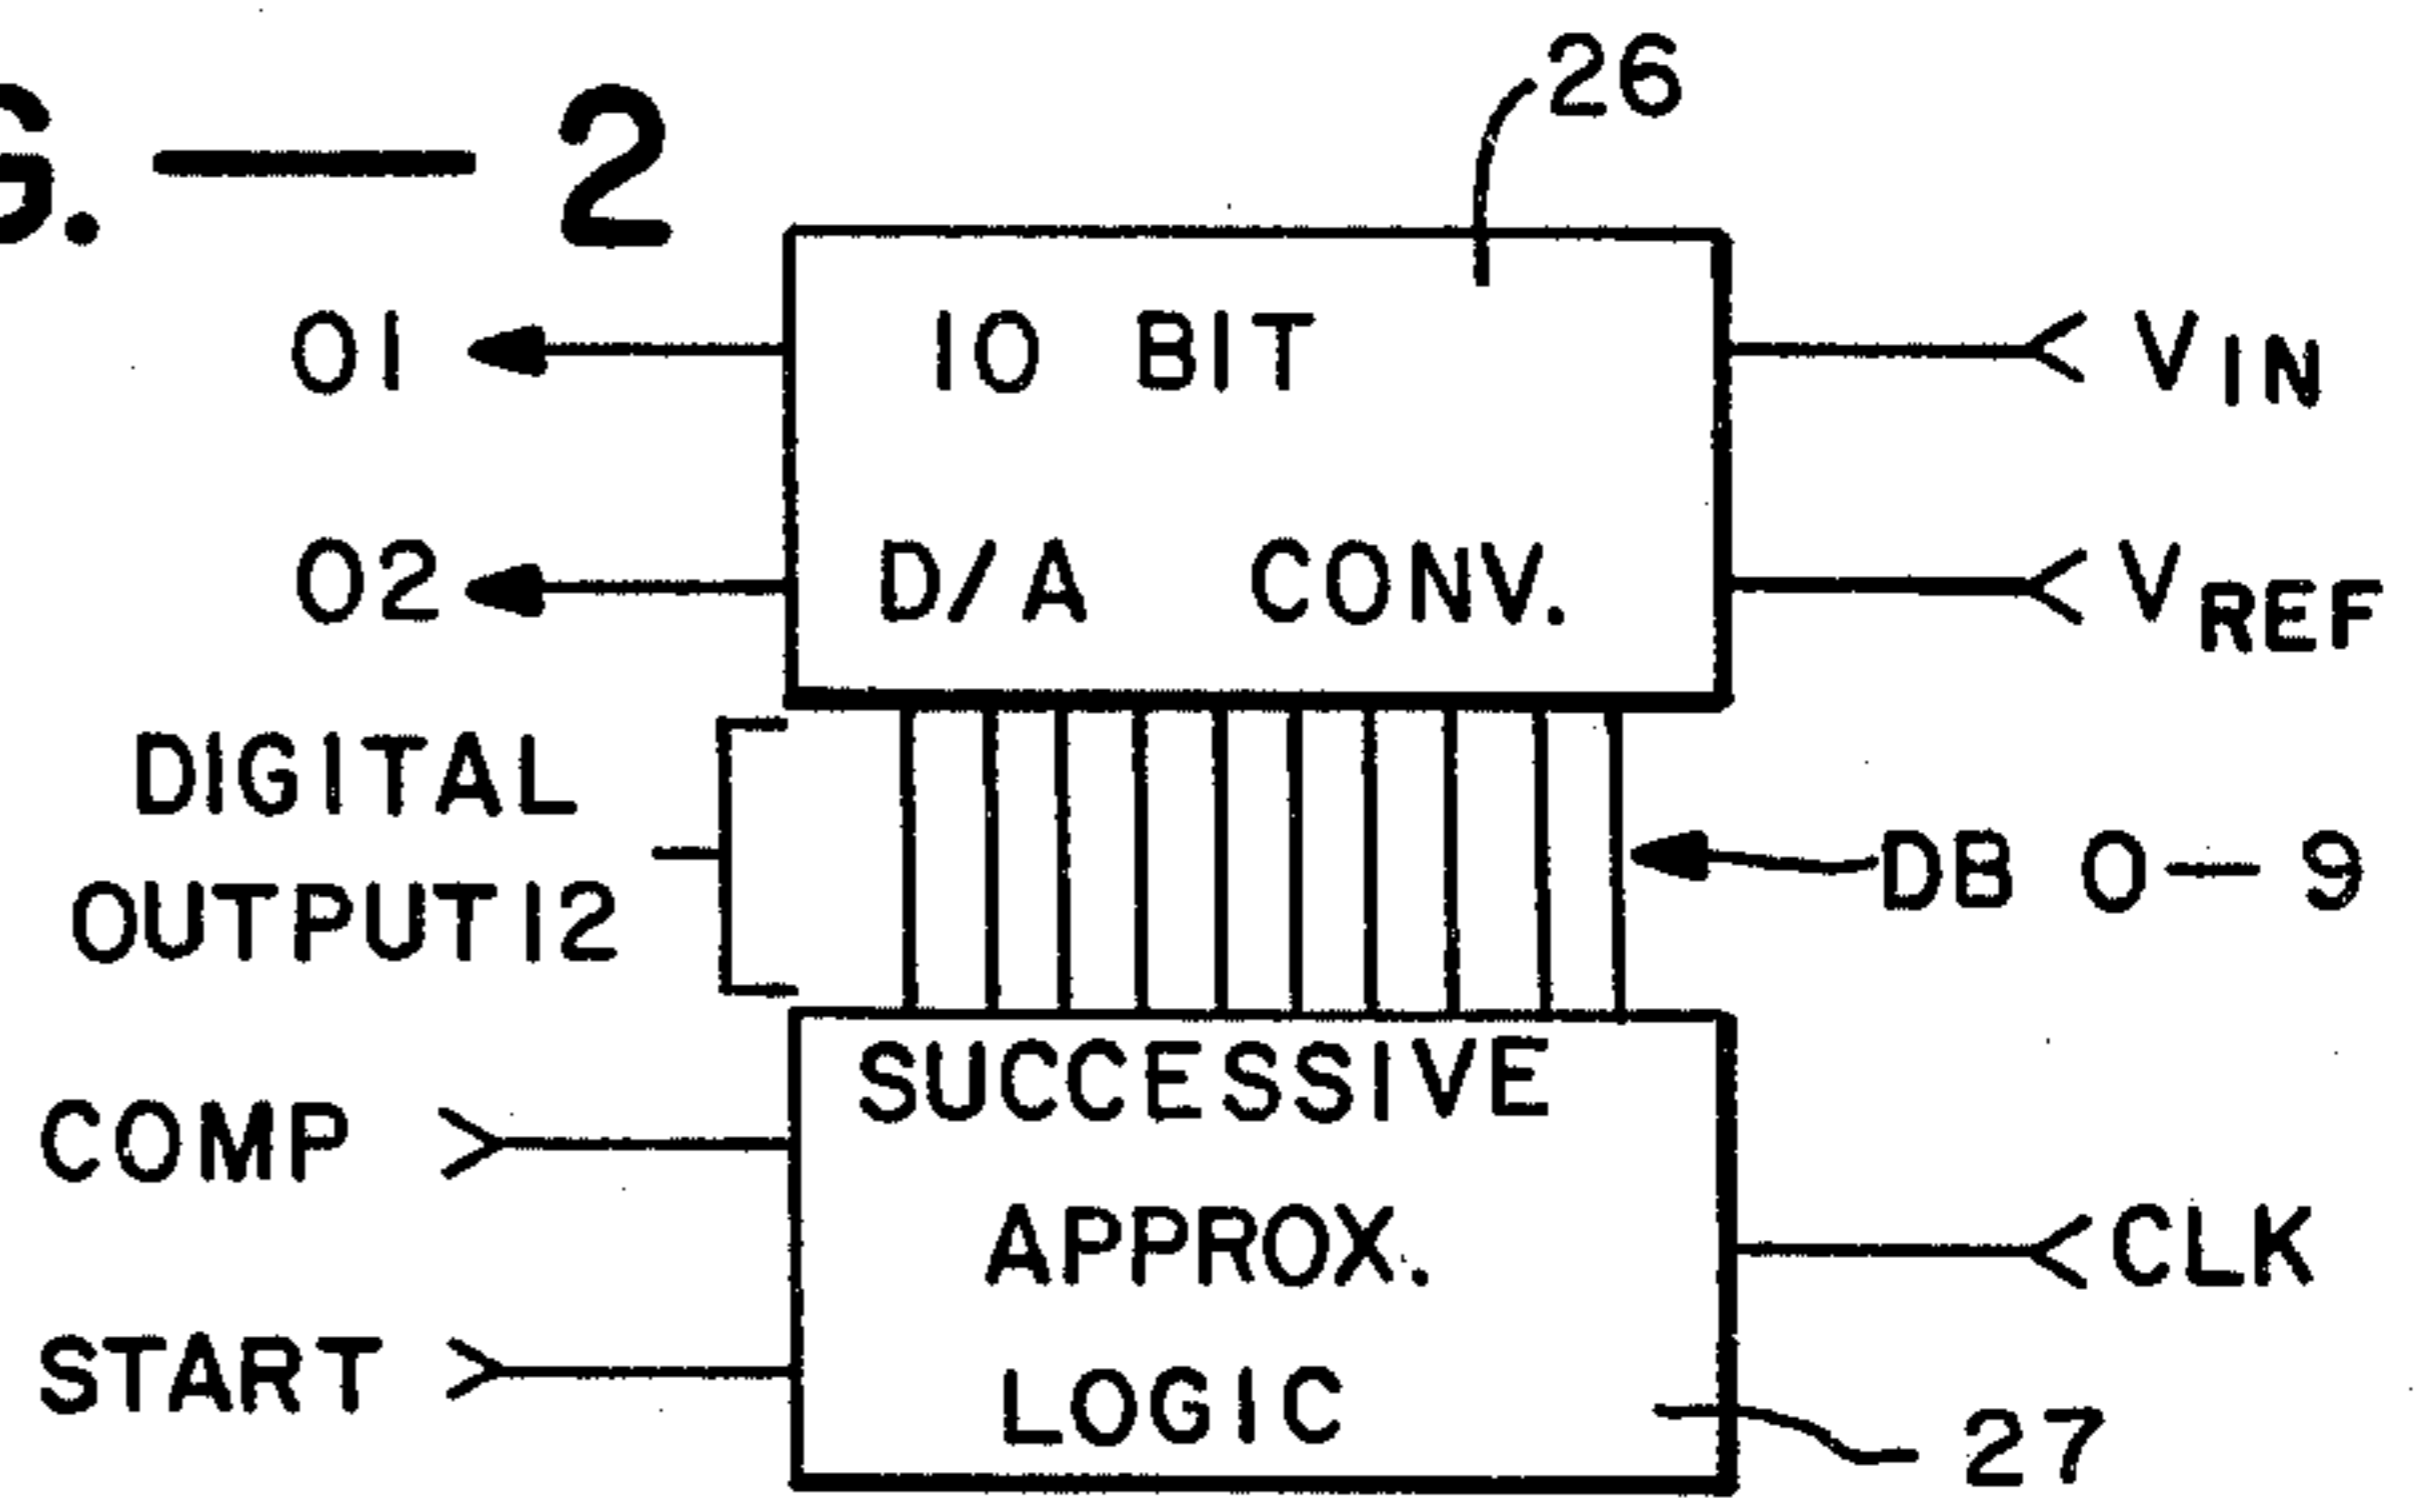 G. — 2
26
10 BIT
D/A CONV.
01
02
VIN
VREF
DIGITAL
OUTPUT 12
DB 0—9
SUCCESSIVE
APPROX.
LOGIC
COMP
START
CLK
27